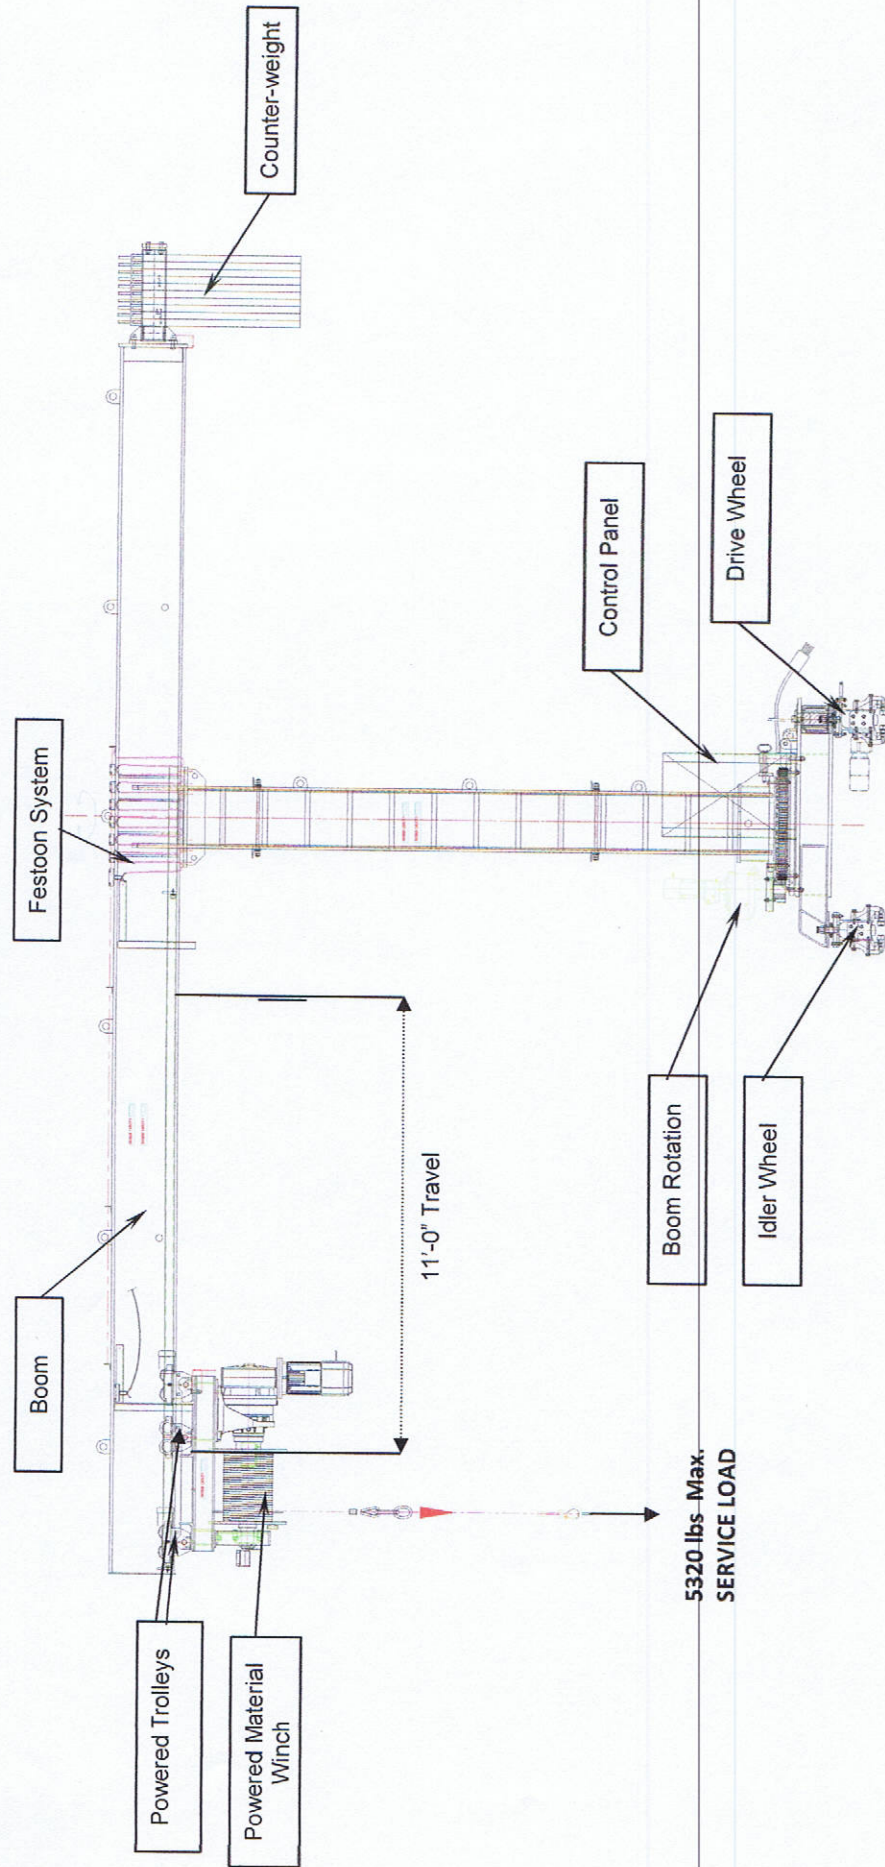 Counter-weight
Festoon System
Boom
Powered Trolleys
Powered Material
Winch
11'-0" Travel
Control Panel
Drive Wheel
Boom Rotation
Idler Wheel
5320 lbs Max.
SERVICE LOAD